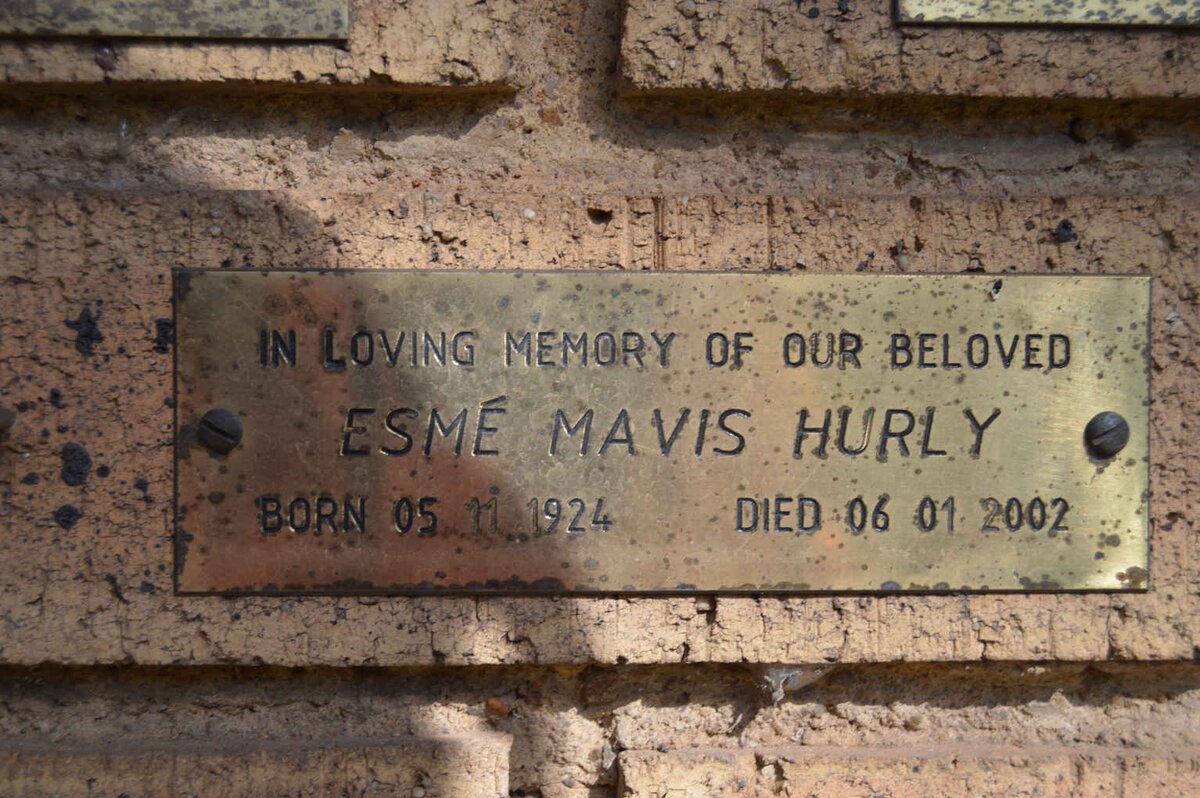 IN LOVING MEMORY OF OUR BELOVED
ESMÉ MAVIS HURLY
BORN 05 11 1924 DIED 06 01 2002